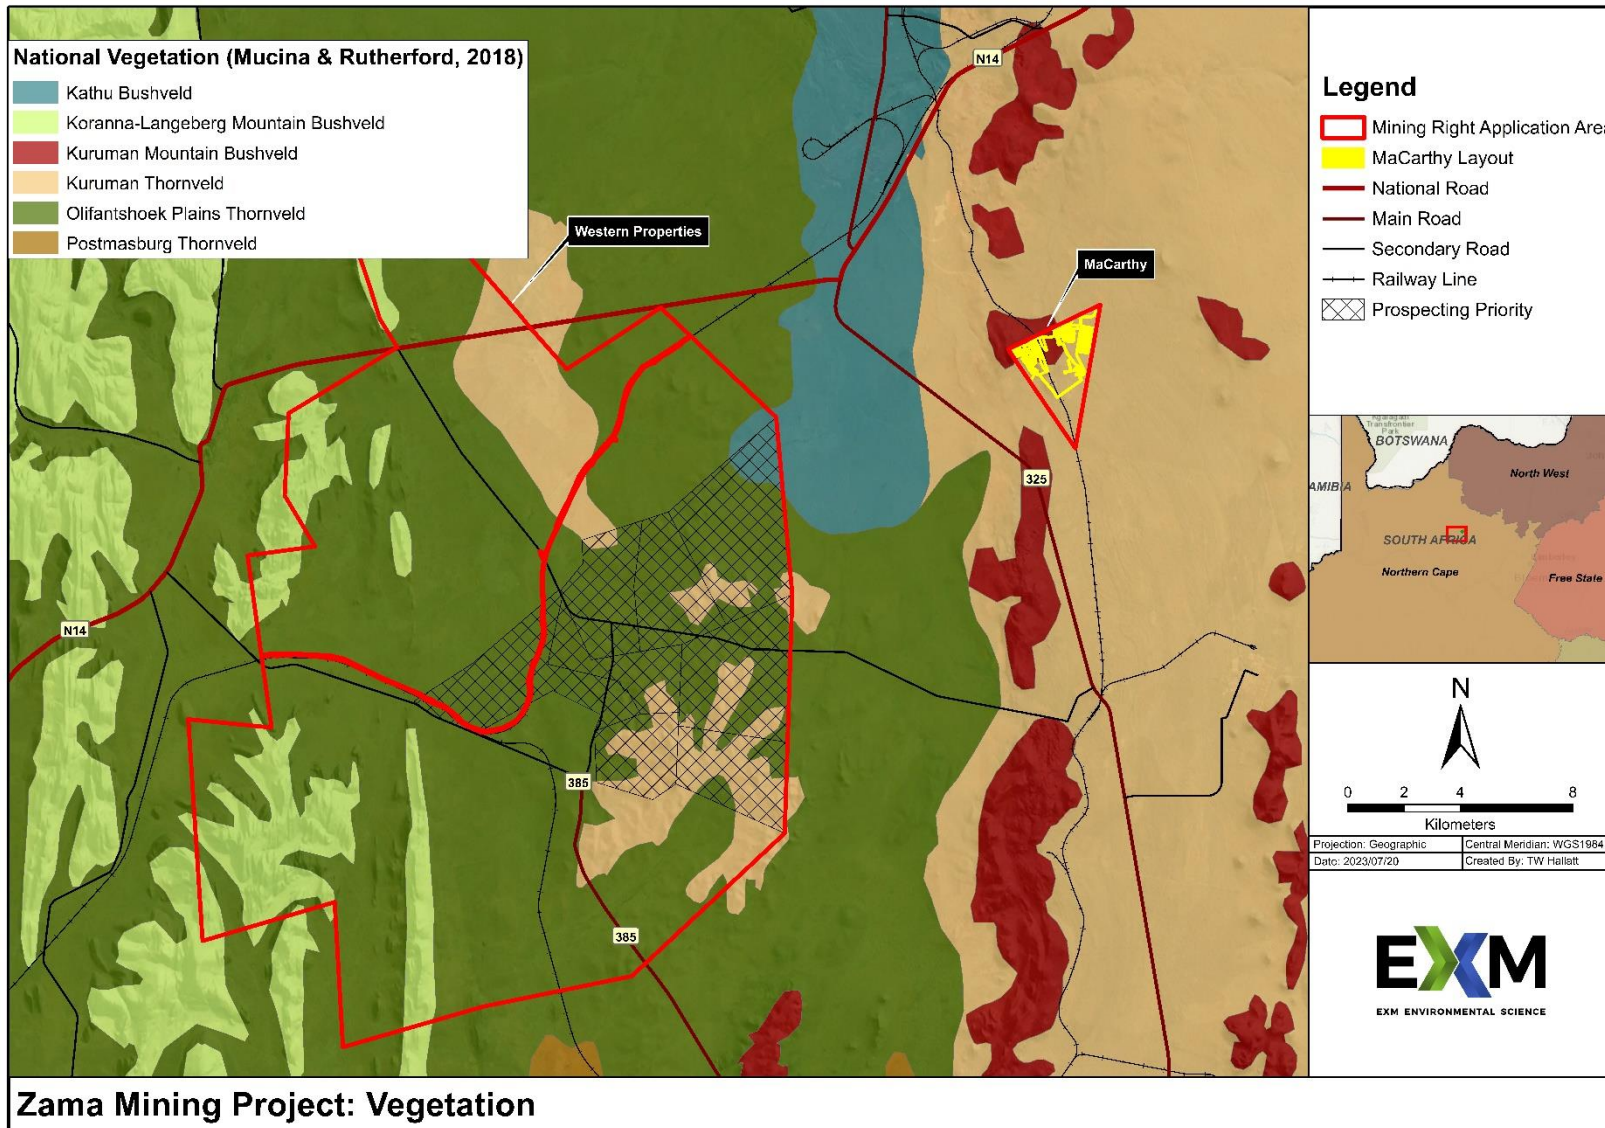 National Vegetation (Mucina & Rutherford, 2018)
Kathu Bushveld
Koranna-Langeberg Mountain Bushveld
Kuruman Mountain Bushveld
Kuruman Thornveld
Olifantshoek Plains Thornveld
Postmasburg Thornveld
N14
Western Properties
MaCarthy
325
N14
385
385
Legend
Mining Right Application Area
MaCarthy Layout
National Road
Main Road
Secondary Road
Railway Line
Prospecting Priority
Transfrontier
Park
BOTSWANA
North West
AMIBIA
SOUTH AFRICA
Northern Cape
Free State
N
0 2 4 8
Kilometers
Projection: Geographic
Central Meridian: WGS1984
Date: 2023/07/20
Created By: TW Hallatt
EXM
EXM ENVIRONMENTAL SCIENCE
Zama Mining Project: Vegetation